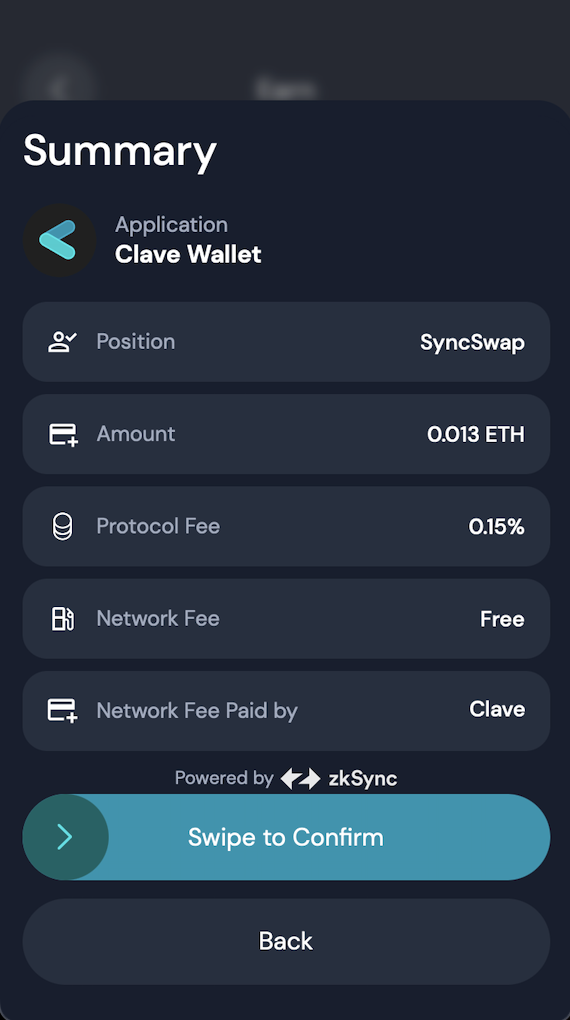 Earn
Summary
Application
Clave Wallet
Position SyncSwap
Amount 0.013 ETH
Protocol Fee 0.15%
Network Fee Free
Network Fee Paid by Clave
Powered by zkSync
Swipe to Confirm
Back